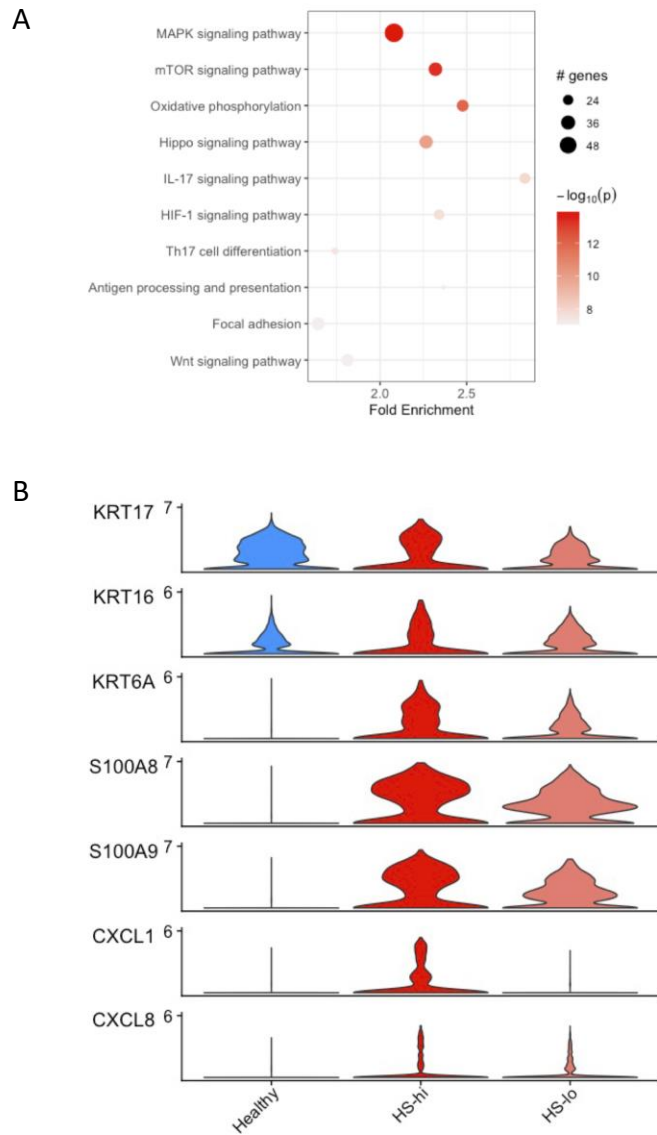 A
MAPK signaling pathway
mTOR signaling pathway
Oxidative phosphorylation
Hippo signaling pathway
IL-17 signaling pathway
HIF-1 signaling pathway
Th17 cell differentiation
Antigen processing and presentation
Focal adhesion
Wnt signaling pathway
2.0 2.5
Fold Enrichment
# genes
24
36
48
−log₁₀(p)
12
10
8
B
KRT17 7
KRT16 6
KRT6A 6
S100A8 7
S100A9 7
CXCL1 6
CXCL8 6
Healthy HS-hi HS-lo